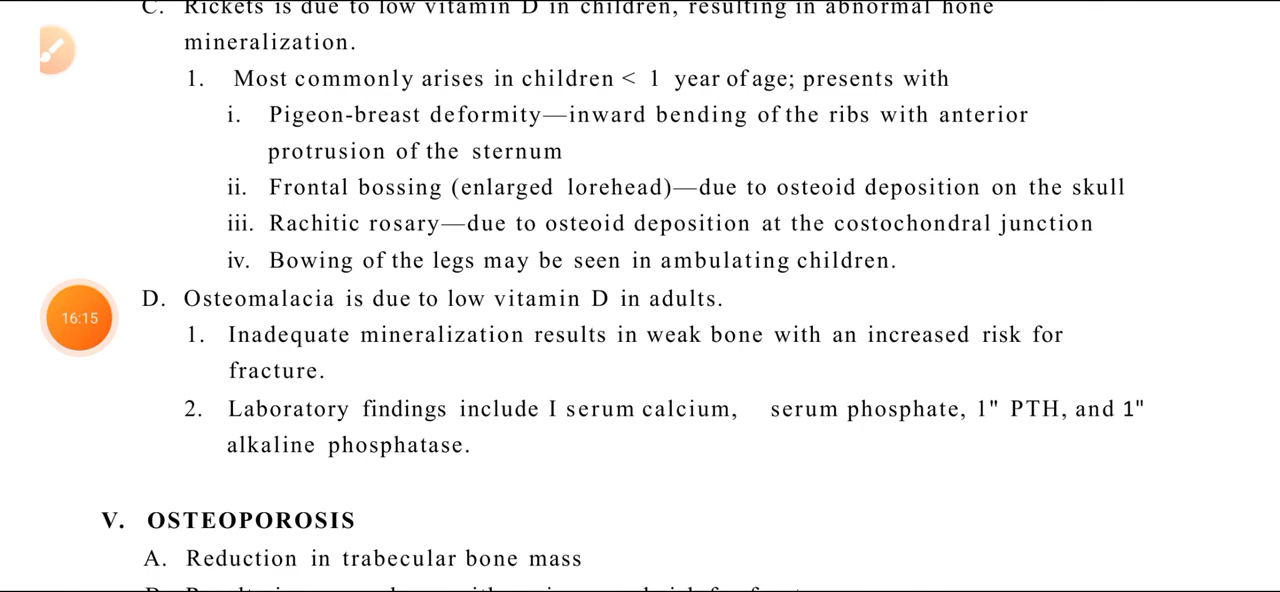 C. Rickets is due to low vitamin D in children, resulting in abnormal hone
mineralization.
1. Most commonly arises in children < 1 year of age; presents with
i. Pigeon-breast deformity—inward bending of the ribs with anterior
protrusion of the sternum
ii. Frontal bossing (enlarged lorehead)—due to osteoid deposition on the skull
iii. Rachitic rosary—due to osteoid deposition at the costochondral junction
iv. Bowing of the legs may be seen in ambulating children.
D. Osteomalacia is due to low vitamin D in adults.
16:15
1. Inadequate mineralization results in weak bone with an increased risk for
fracture.
2. Laboratory findings include I serum calcium, serum phosphate, 1" PTH, and 1"
alkaline phosphatase.
V. OSTEOPOROSIS
A. Reduction in trabecular bone mass